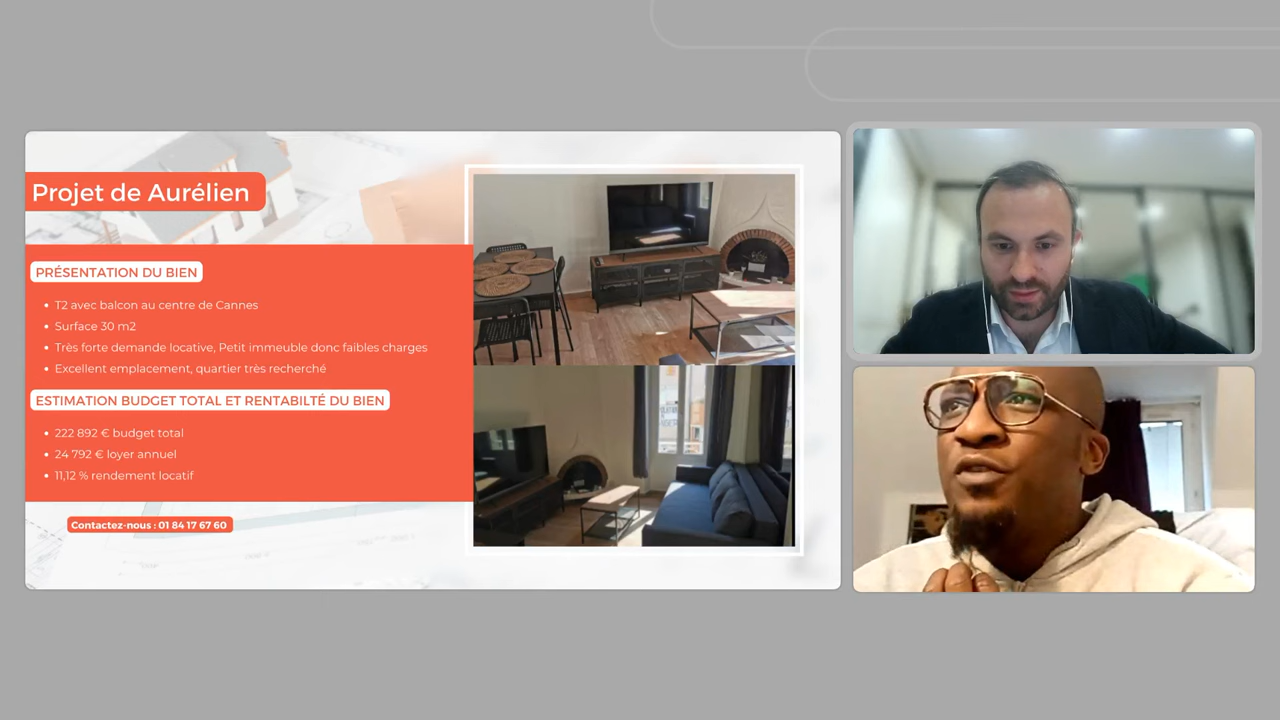 Projet de Aurélien
PRÉSENTATION DU BIEN
• T2 avec balcon au centre de Cannes
• Surface 30 m2
• Très forte demande locative, Petit immeuble donc faibles charges
• Excellent emplacement, quartier très recherché
ESTIMATION BUDGET TOTAL ET RENTABILTÉ DU BIEN
• 222 892 € budget total
• 24 792 € loyer annuel
• 11,12 % rendement locatif
Contactez-nous : 01 84 17 67 60